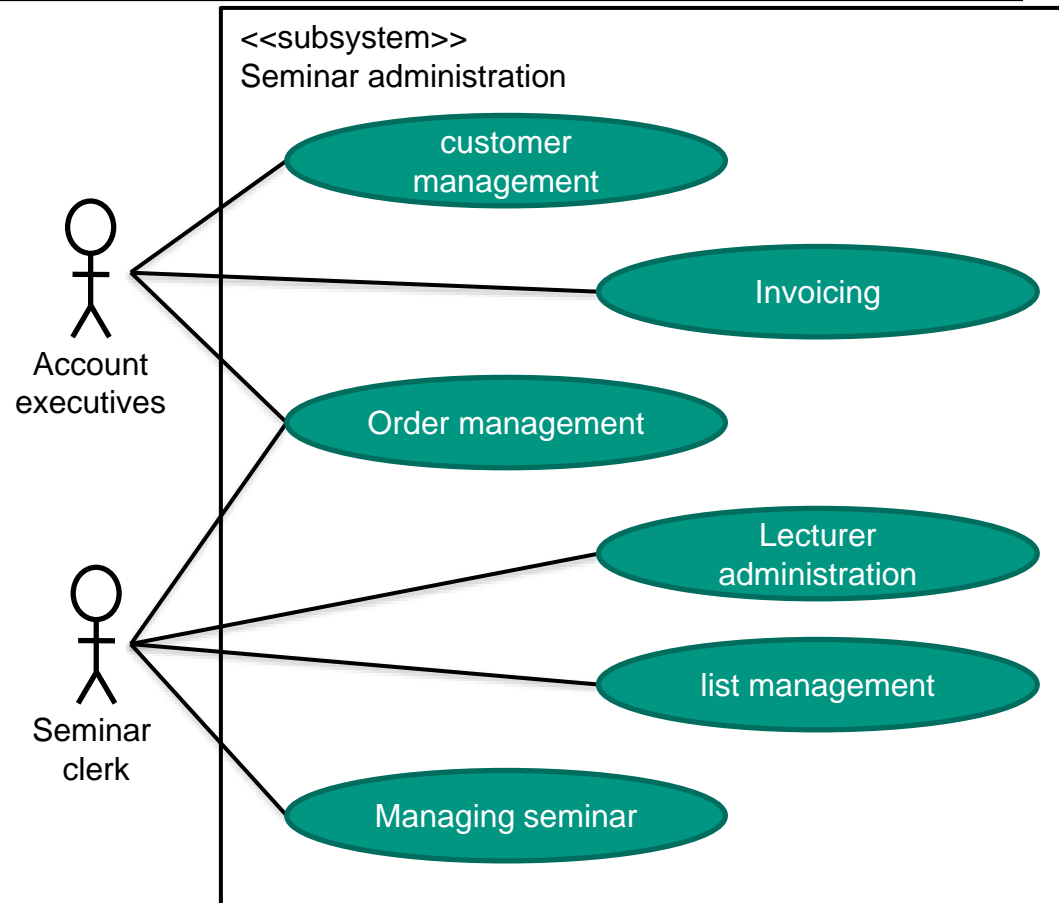 <<subsystem>>
Seminar administration
customer
management
Invoicing
Account
executives
Order management
Lecturer
administration
list management
Seminar
clerk
Managing seminar